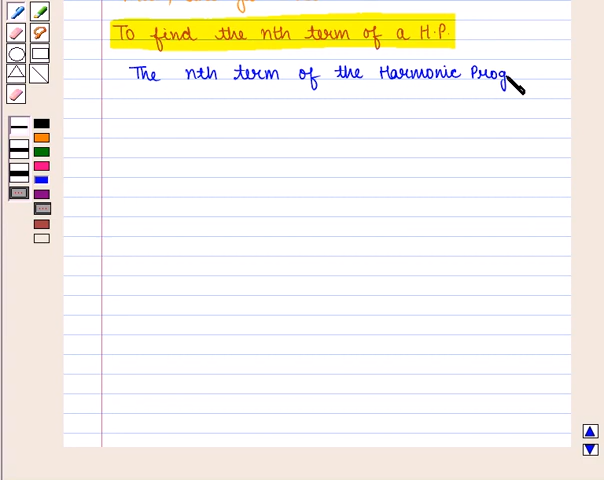 To find the nth term of a H.P.
The nth term of the Harmonic Prog